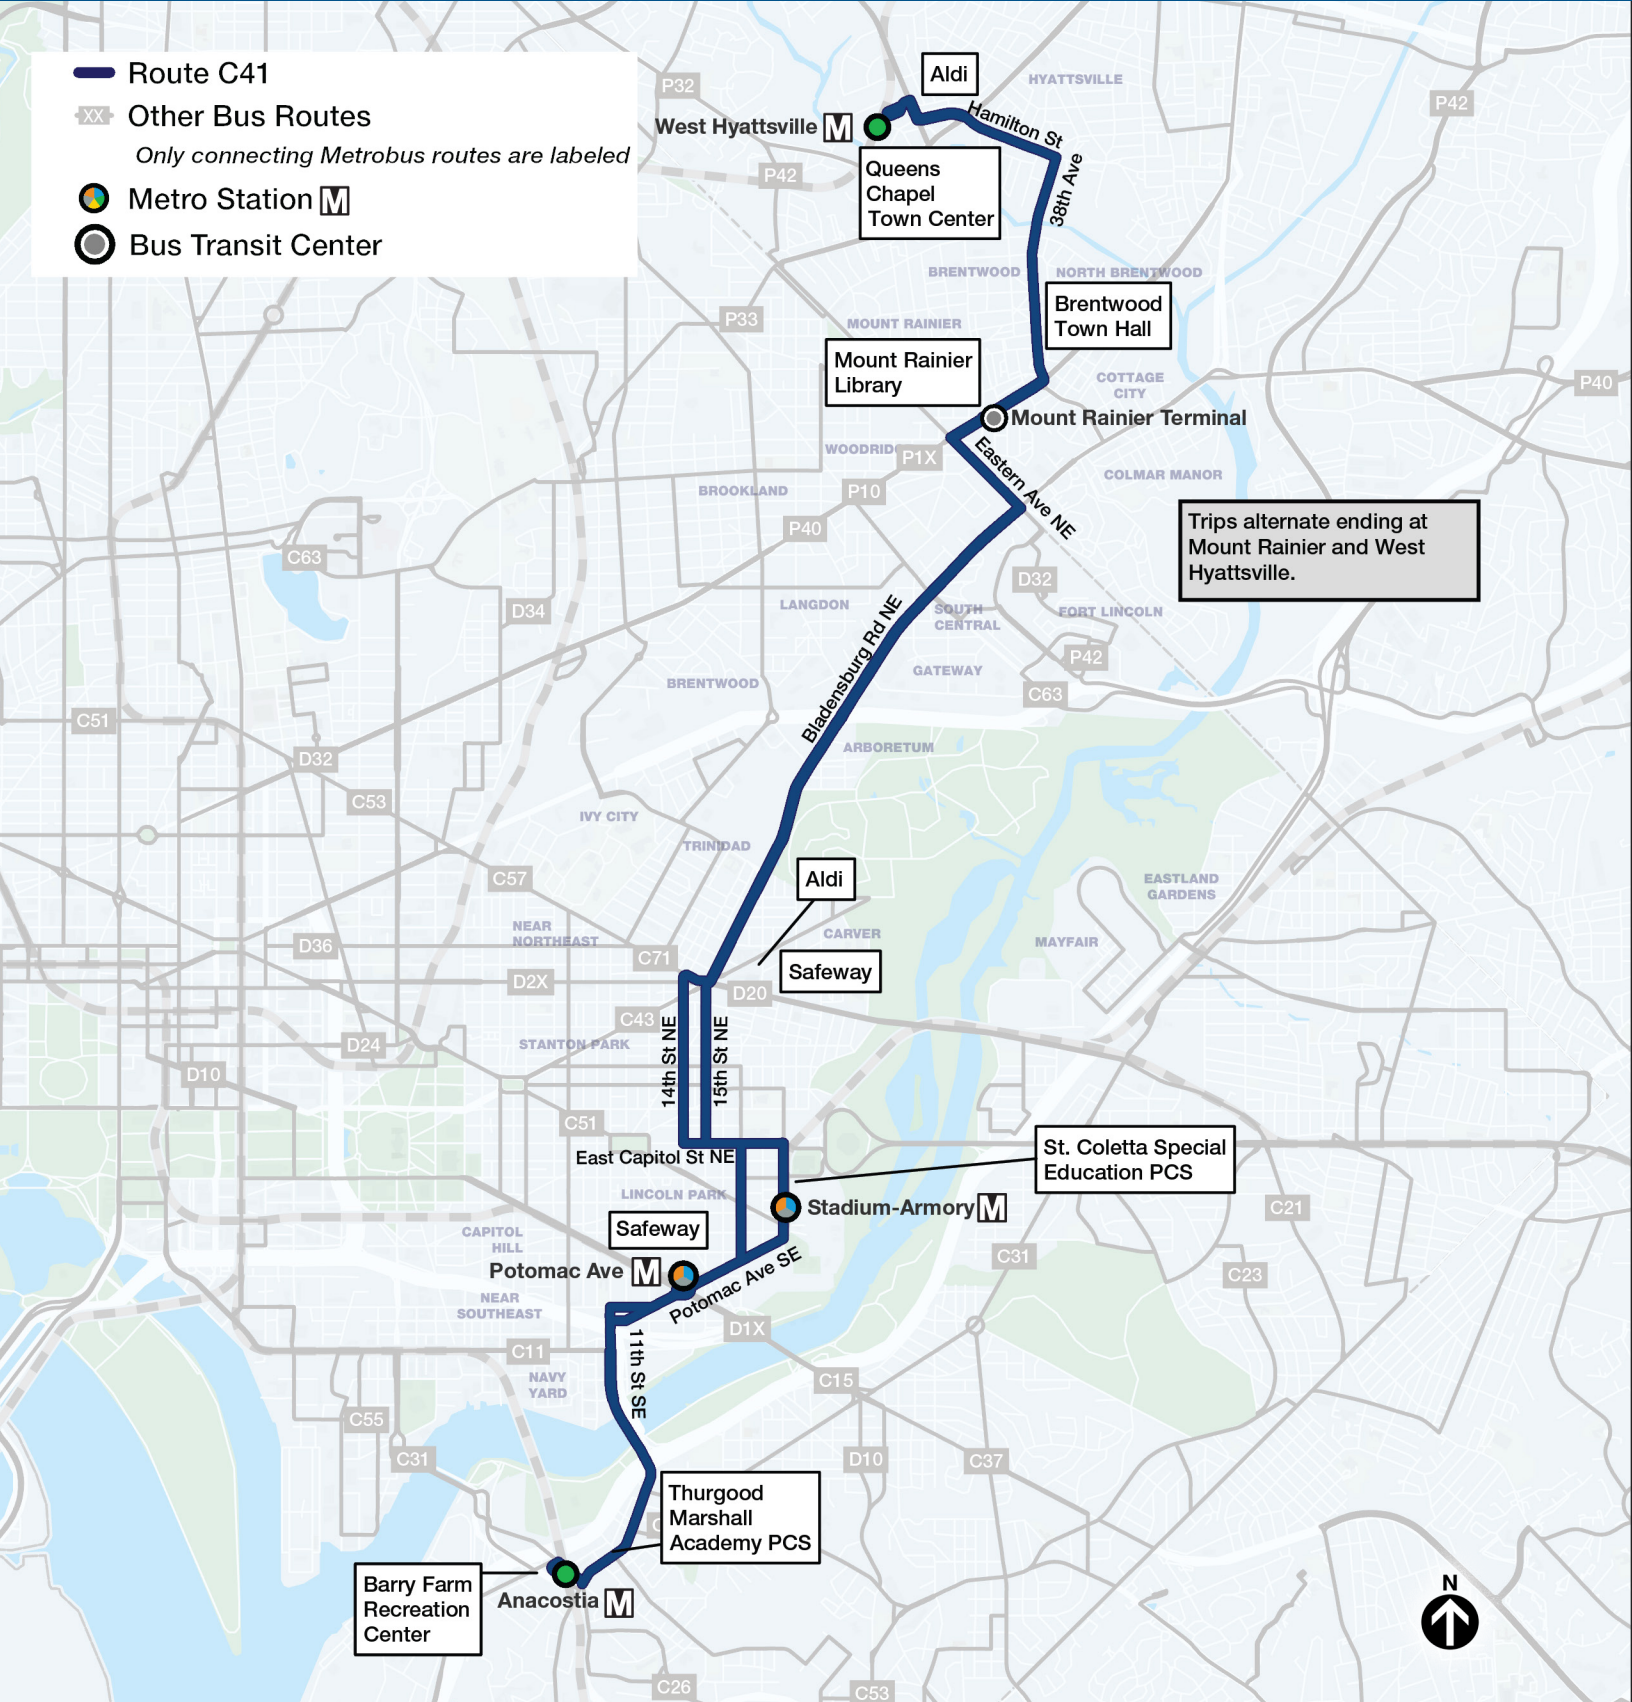 Route C41
XX Other Bus Routes
Only connecting Metrobus routes are labeled
Metro Station M
Bus Transit Center
Aldi
HYATTSVILLE
P32
P42
West Hyattsville M
Hamilton St
P42
Queens
Chapel
Town Center
38th Ave
BRENTWOOD
NORTH BRENTWOOD
P33
MOUNT RAINIER
Brentwood
Town Hall
Mount Rainier
Library
COTTAGE
CITY
P40
Mount Rainier Terminal
WOODRID
P1X
Eastern Ave NE
COLMAR MANOR
BROOKLAND
P10
P40
Trips alternate ending at
Mount Rainier and West
Hyattsville.
C63
D32
D34
LANGDON
SOUTH
CENTRAL
FORT LINCOLN
Bladensburg Rd NE
P42
GATEWAY
BRENTWOOD
C63
C51
ARBORETUM
D32
C53
IVY CITY
TRINIDAD
C57
Aldi
EASTLAND
GARDENS
NEAR
NORTHEAST
CARVER
MAYFAIR
D36
C71
Safeway
D2X
D20
C43
14th St NE
15th St NE
STANTON PARK
D24
D10
C51
East Capitol St NE
St. Coletta Special
Education PCS
LINCOLN PARK
Stadium-Armory M
C21
Safeway
CAPITOL
HILL
C31
Potomac Ave M
Potomac Ave SE
C23
NEAR
SOUTHEAST
D1X
11th St SE
C11
NAVY
YARD
C15
C55
C31
D10
C37
Thurgood
Marshall
Academy PCS
Barry Farm
Recreation
Center
Anacostia M
N
C26
C53